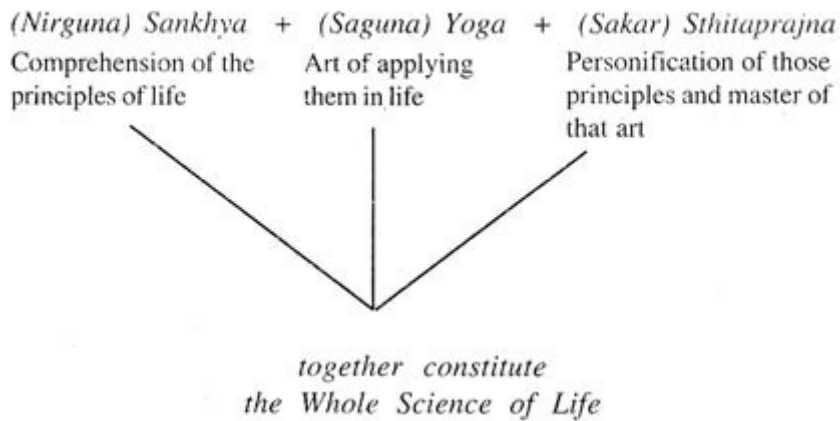 (Nirguna) Sankhya + (Saguna) Yoga + (Sakar) Sthitaprajna
Comprehension of the principles of life
Art of applying them in life
Personification of those principles and master of that art
together constitute
the Whole Science of Life